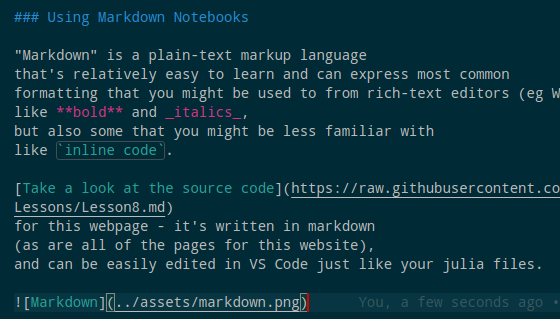 ### Using Markdown Notebooks
"Markdown" is a plain-text markup language
that's relatively easy to learn and can express most common
formatting that you might be used to from rich-text editors (eg W
like **bold** and _italics_,
but also some that you might be less familiar with
like `inline code`.
[Take a look at the source code](https://raw.githubusercontent.co
Lessons/Lesson8.md)
for this webpage - it's written in markdown
(as are all of the pages for this website),
and can be easily edited in VS Code just like your julia files.
![Markdown](../assets/markdown.png) You, a few seconds ago •